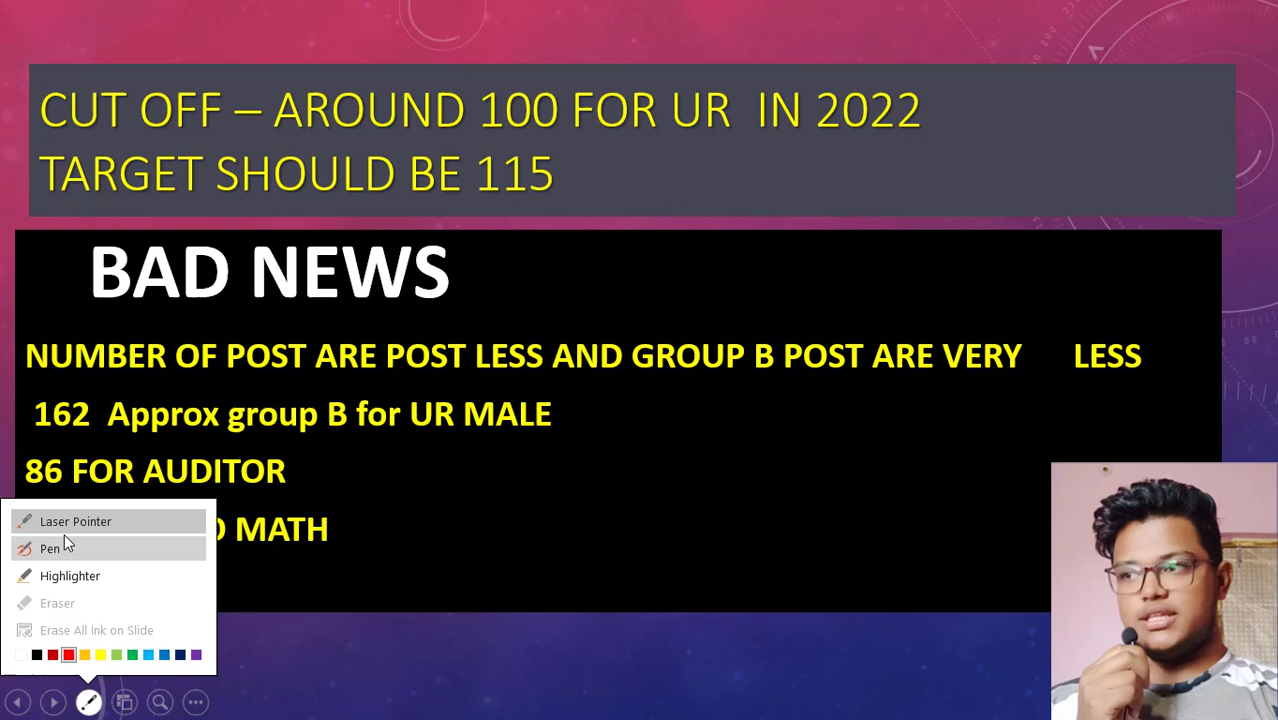 CUT OFF – AROUND 100 FOR UR IN 2022
TARGET SHOULD BE 115
BAD NEWS
NUMBER OF POST ARE POST LESS AND GROUP B POST ARE VERY LESS
162 Approx group B for UR MALE
86 FOR AUDITOR
MATH
Laser Pointer
Pen
Highlighter
Eraser
Erase All Ink on Slide